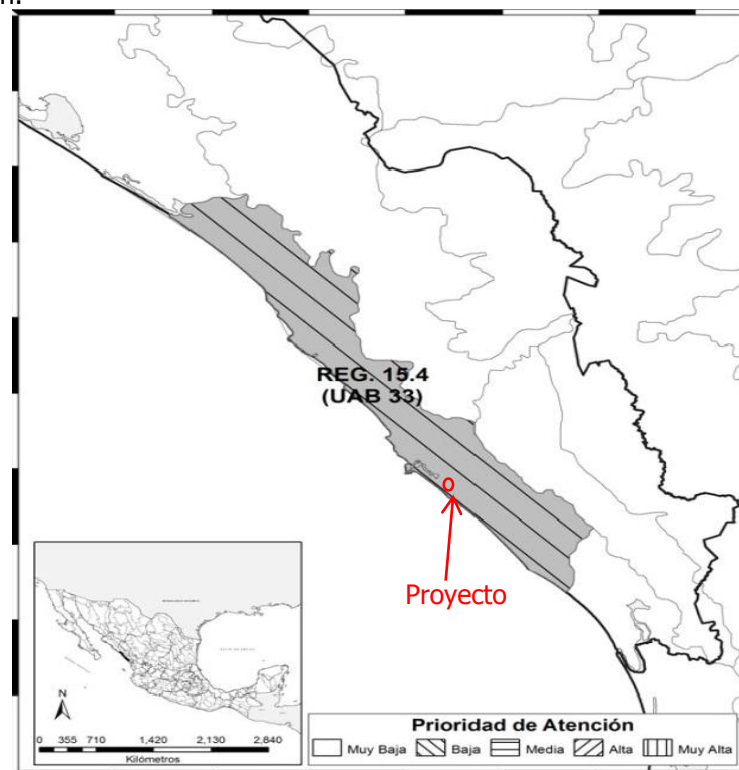 REG. 15.4
(UAB 33)
Proyecto
N
0 355 710 1,420 2,130 2,840
Kilómetros
Prioridad de Atención
Muy Baja Baja Media Alta Muy Alta